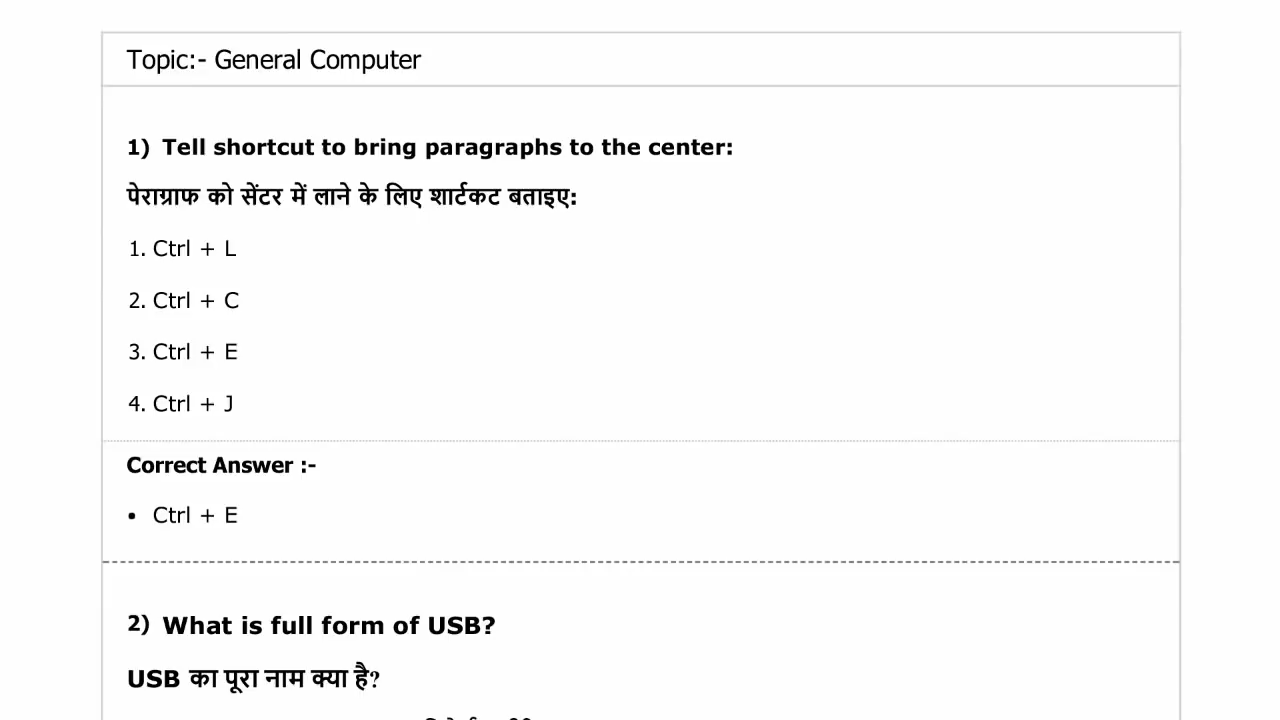 Topic:- General Computer
1) Tell shortcut to bring paragraphs to the center:
पेराग्राफ को सेंटर में लाने के लिए शार्टकट बताइए:
1. Ctrl + L
2. Ctrl + C
3. Ctrl + E
4. Ctrl + J
Correct Answer :-
• Ctrl + E
2) What is full form of USB?
USB का पूरा नाम क्या है?